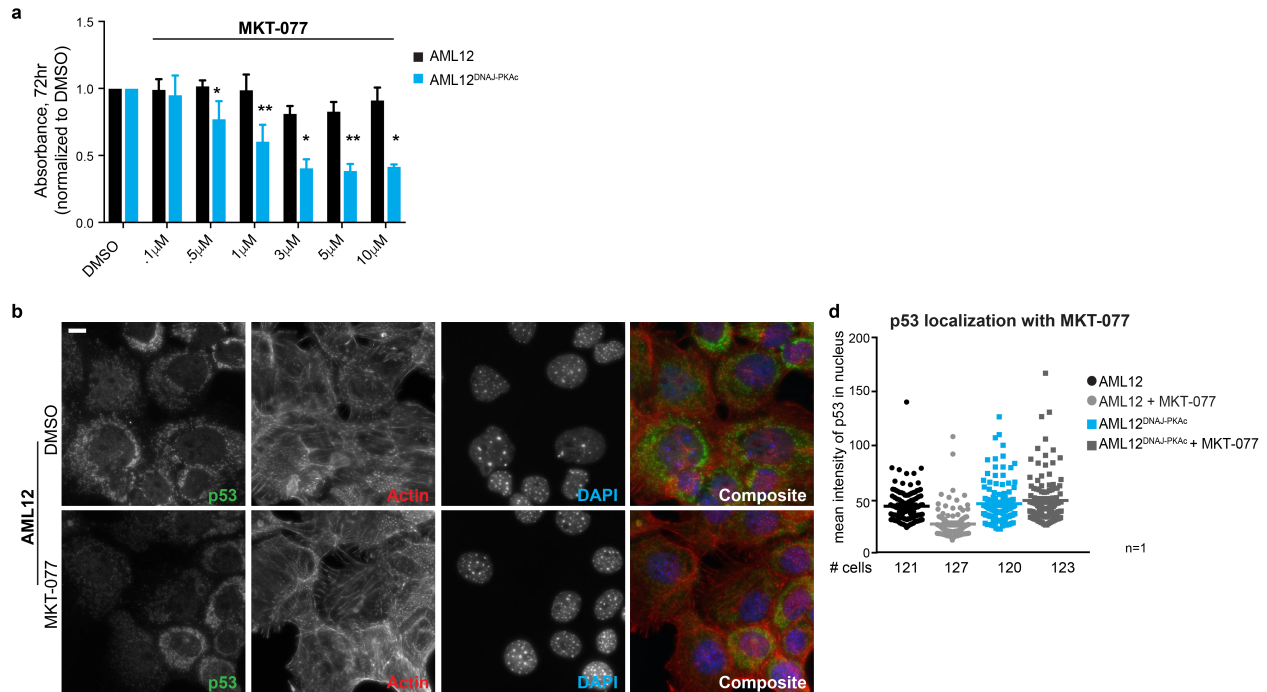 a
MKT-077
1.5
1.0
0.5
0.0
Absorbance, 72hr
(normalized to DMSO)
DMSO
.1μM
.5μM
1μM
3μM
5μM
10μM
*
**
*
**
*
AML12
AML12DNAJ-PKAc
b
AML12
DMSO
MKT-077
p53
Actin
DAPI
Composite
p53
Actin
DAPI
Composite
d
p53 localization with MKT-077
mean intensity of p53 in nucleus
200
150
100
50
0
AML12
AML12 + MKT-077
AML12DNAJ-PKAc
AML12DNAJ-PKAc + MKT-077
n=1
# cells 121 127 120 123